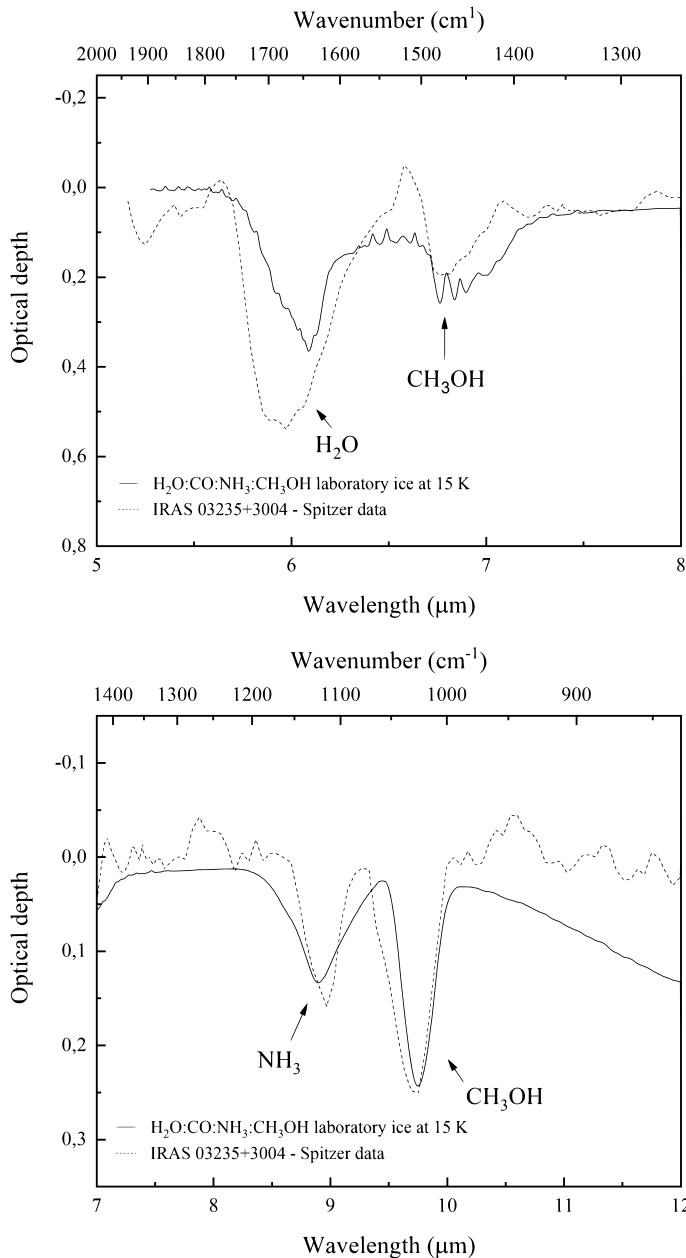 Wavenumber (cm¹)
2000 1900 1800 1700 1600 1500 1400 1300
-0,2
0,0
0,2
0,4
0,6
0,8
Optical depth
CH₃OH
H₂O
H₂O:CO:NH₃:CH₃OH laboratory ice at 15 K
IRAS 03235+3004 - Spitzer data
5 6 7 8
Wavelength (μm)
Wavenumber (cm⁻¹)
1400 1300 1200 1100 1000 900
-0,1
0,0
0,1
0,2
0,3
Optical depth
NH₃
CH₃OH
H₂O:CO:NH₃:CH₃OH laboratory ice at 15 K
IRAS 03235+3004 - Spitzer data
7 8 9 10 11 12
Wavelength (μm)